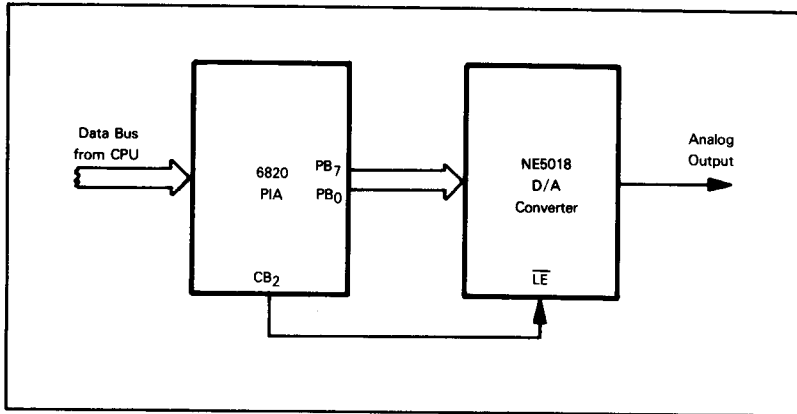 Data Bus
from CPU
6820
PIA
PB7
PB0
CB2
NE5018
D/A
Converter
LE
Analog
Output